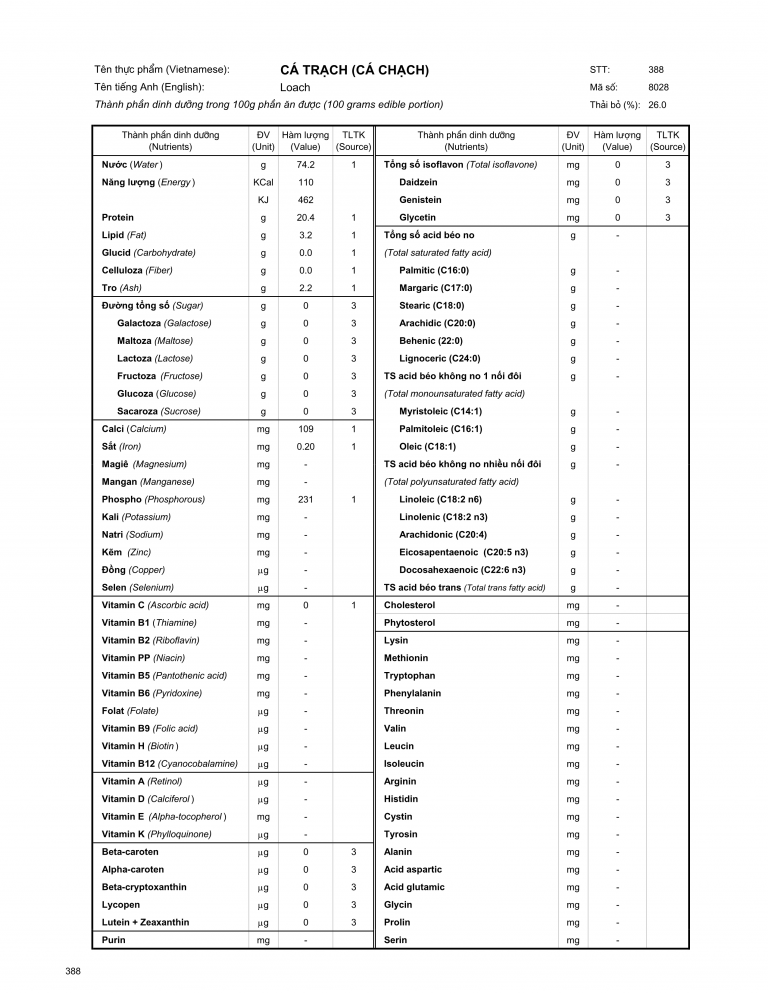 Tên thực phẩm (Vietnamese): CÁ TRẠCH (CÁ CHẠCH) STT: 388
Tên tiếng Anh (English): Loach Mã số: 8028
Thành phần dinh dưỡng trong 100g phần ăn được (100 grams edible portion) Thải bỏ (%): 26.0
Thành phần dinh dưỡng ĐV Hàm lượng TLTK Thành phần dinh dưỡng ĐV Hàm lượng TLTK
(Nutrients) (Unit) (Value) (Source) (Nutrients) (Unit) (Value) (Source)
Nước (Water) g 74.2 1 Tổng số isoflavon (Total isoflavone) mg 0 3
Năng lượng (Energy) KCal 110 Daidzein mg 0 3
KJ 462 Genistein mg 0 3
Protein g 20.4 1 Glycetin mg 0 3
Lipid (Fat) g 3.2 1 Tổng số acid béo no g -
Glucid (Carbohydrate) g 0.0 1 (Total saturated fatty acid)
Celluloza (Fiber) g 0.0 1 Palmitic (C16:0) g -
Tro (Ash) g 2.2 1 Margaric (C17:0) g -
Đường tổng số (Sugar) g 0 3 Stearic (C18:0) g -
Galactoza (Galactose) g 0 3 Arachidic (C20:0) g -
Maltoza (Maltose) g 0 3 Behenic (22:0) g -
Lactoza (Lactose) g 0 3 Lignoceric (C24:0) g -
Fructoza (Fructose) g 0 3 TS acid béo không no 1 nối đôi g -
Glucoza (Glucose) g 0 3 (Total monounsaturated fatty acid)
Sacaroza (Sucrose) g 0 3 Myristoleic (C14:1) g -
Calci (Calcium) mg 109 1 Palmitoleic (C16:1) g -
Sắt (Iron) mg 0.20 1 Oleic (C18:1) g -
Magiê (Magnesium) mg - TS acid béo không no nhiều nối đôi g -
Mangan (Manganese) mg - (Total polyunsaturated fatty acid)
Phospho (Phosphorous) mg 231 1 Linoleic (C18:2 n6) g -
Kali (Potassium) mg - Linolenic (C18:2 n3) g -
Natri (Sodium) mg - Arachidonic (C20:4) g -
Kẽm (Zinc) mg - Eicosapentaenoic (C20:5 n3) g -
Đồng (Copper) µg - Docosahexaenoic (C22:6 n3) g -
Selen (Selenium) µg - TS acid béo trans (Total trans fatty acid) g -
Vitamin C (Ascorbic acid) mg 0 1 Cholesterol mg -
Vitamin B1 (Thiamine) mg - Phytosterol mg -
Vitamin B2 (Riboflavin) mg - Lysin mg -
Vitamin PP (Niacin) mg - Methionin mg -
Vitamin B5 (Pantothenic acid) mg - Tryptophan mg -
Vitamin B6 (Pyridoxine) mg - Phenylalanin mg -
Folat (Folate) µg - Threonin mg -
Vitamin B9 (Folic acid) µg - Valin mg -
Vitamin H (Biotin) µg - Leucin mg -
Vitamin B12 (Cyanocobalamine) µg - Isoleucin mg -
Vitamin A (Retinol) µg - Arginin mg -
Vitamin D (Calciferol) µg - Histidin mg -
Vitamin E (Alpha-tocopherol) mg - Cystin mg -
Vitamin K (Phylloquinone) µg - Tyrosin mg -
Beta-caroten µg 0 3 Alanin mg -
Alpha-caroten µg 0 3 Acid aspartic mg -
Beta-cryptoxanthin µg 0 3 Acid glutamic mg -
Lycopen µg 0 3 Glycin mg -
Lutein + Zeaxanthin µg 0 3 Prolin mg -
Purin mg - Serin mg -
388